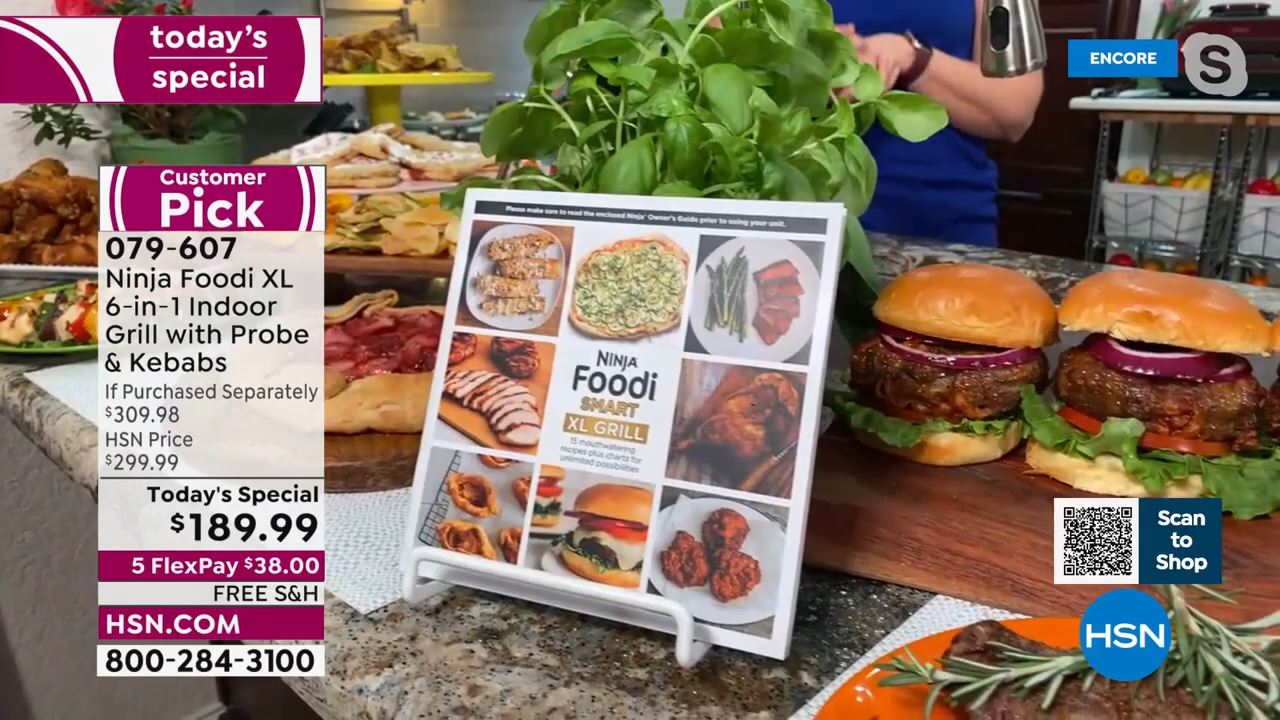 today's
special
ENCORE
S
Customer
Pick
079-607
Ninja Foodi XL
6-in-1 Indoor
Grill with Probe
& Kebabs
If Purchased Separately
$309.98
HSN Price
$299.99
Today's Special
$189.99
5 FlexPay $38.00
FREE S&H
HSN.COM
800-284-3100
Please make sure to read the enclosed Ninja® Owner's Guide prior to using your unit.
NINJA
Foodi
SMART
XL GRILL
15 mouthwatering
recipes plus charts for
unlimited possibilities
Scan
to
Shop
HSN